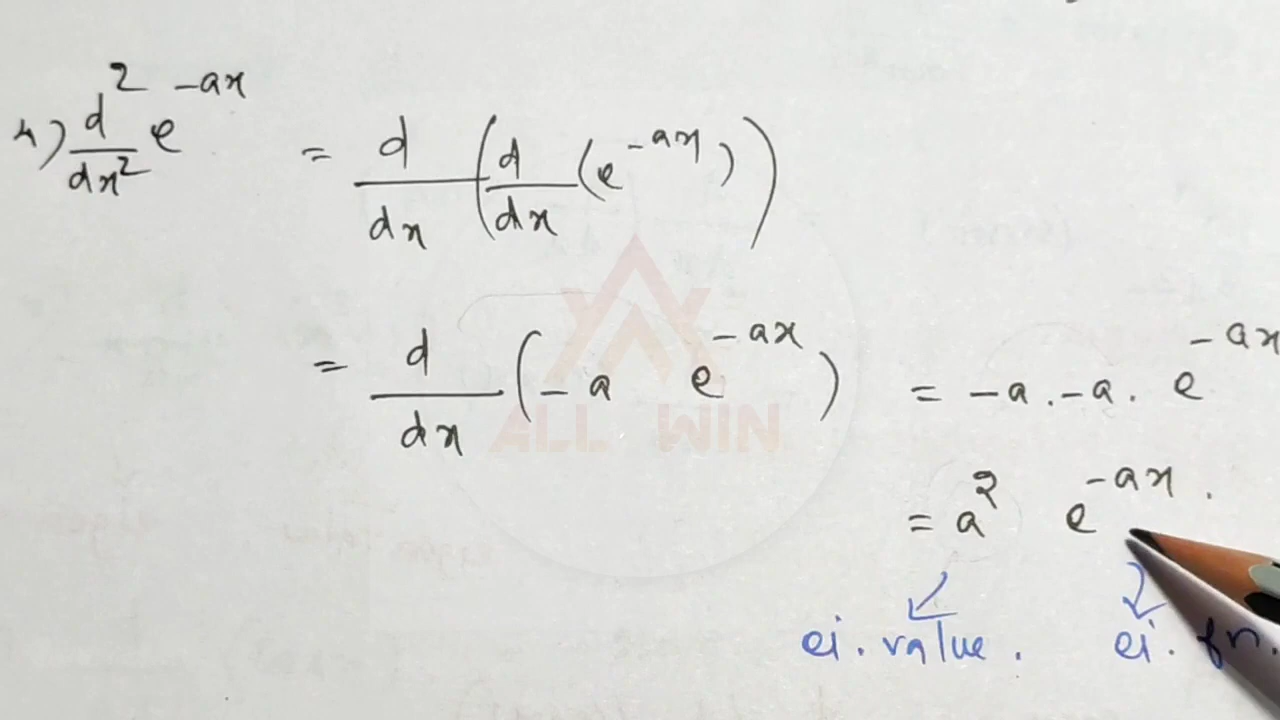 4) d²/dx² e^-ax = d/dx (d/dx (e^-ax))
= d/dx (-a e^-ax) = -a . -a . e^-ax
= a² e^-ax .
ei. value. ei. fn.
ALL WIN